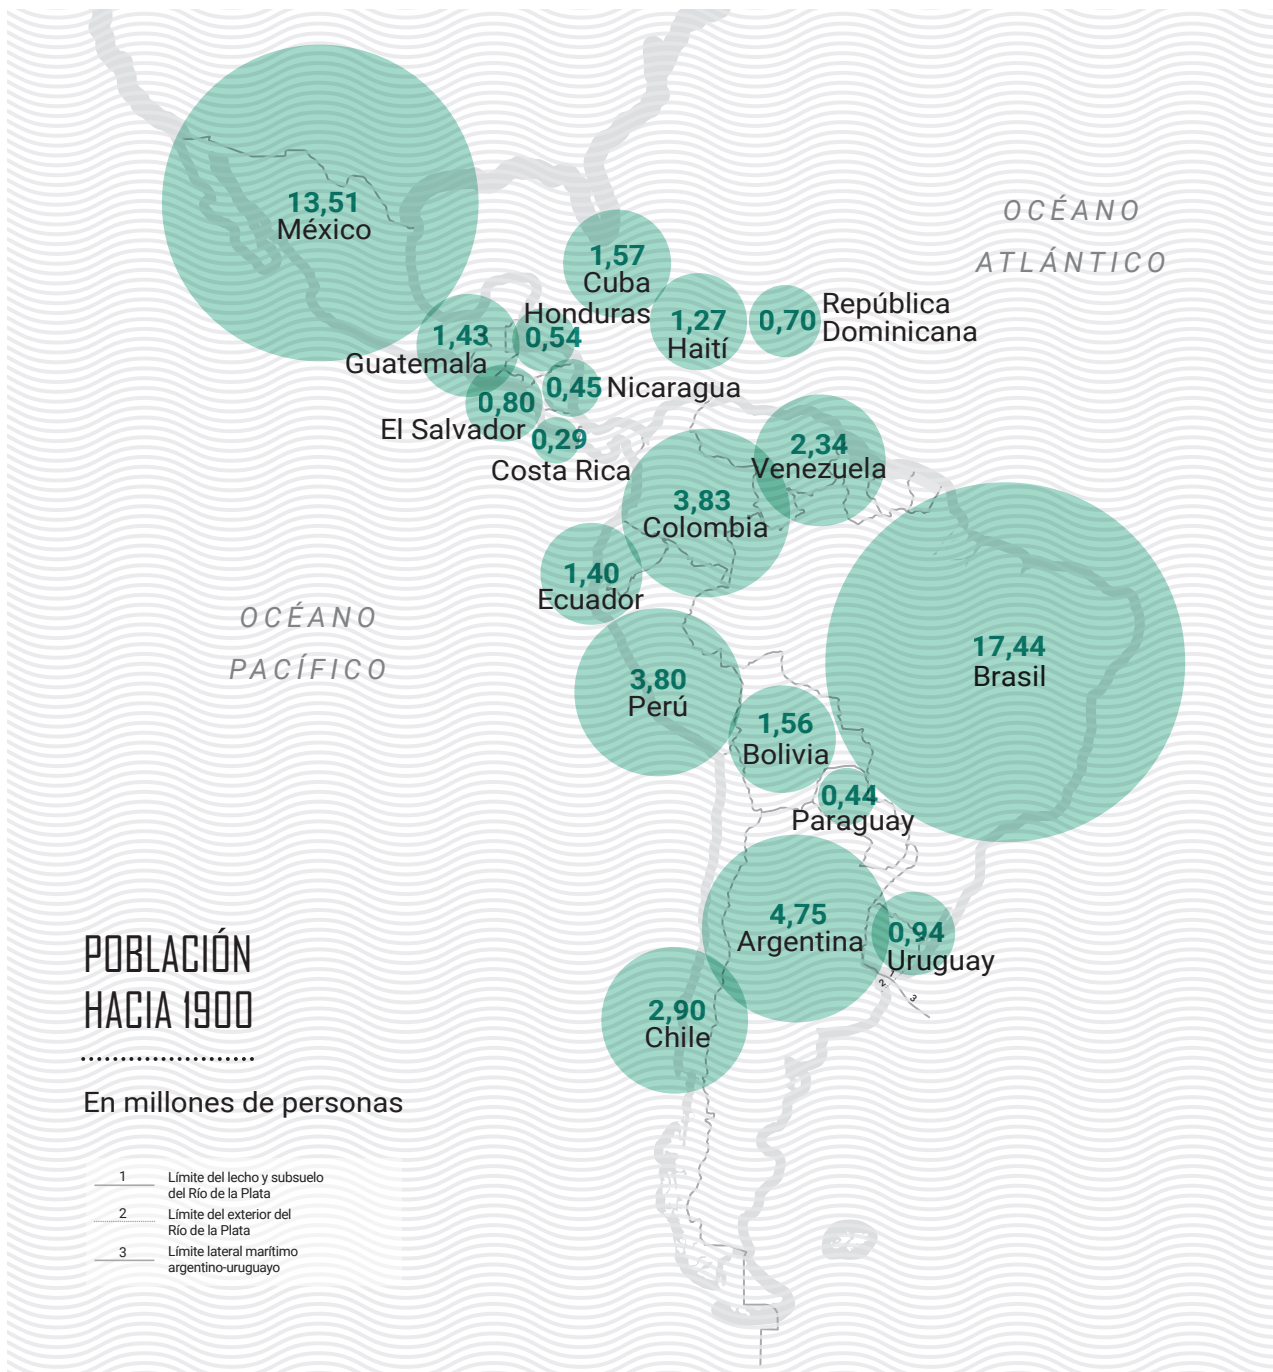 13,51
México
OCÉANO
ATLÁNTICO
1,57
Cuba
Honduras
0,54
1,27
Haití
0,70
República
Dominicana
1,43
Guatemala
0,45 Nicaragua
0,80
El Salvador
0,29
Costa Rica
2,34
Venezuela
3,83
Colombia
1,40
Ecuador
OCÉANO
PACÍFICO
17,44
Brasil
3,80
Perú
1,56
Bolivia
0,44
Paraguay
4,75
Argentina
0,94
Uruguay
2
3
2,90
Chile
POBLACIÓN
HACIA 1900
En millones de personas
1 Límite del lecho y subsuelo
del Río de la Plata
2 Límite del exterior del
Río de la Plata
3 Límite lateral marítimo
argentino-uruguayo